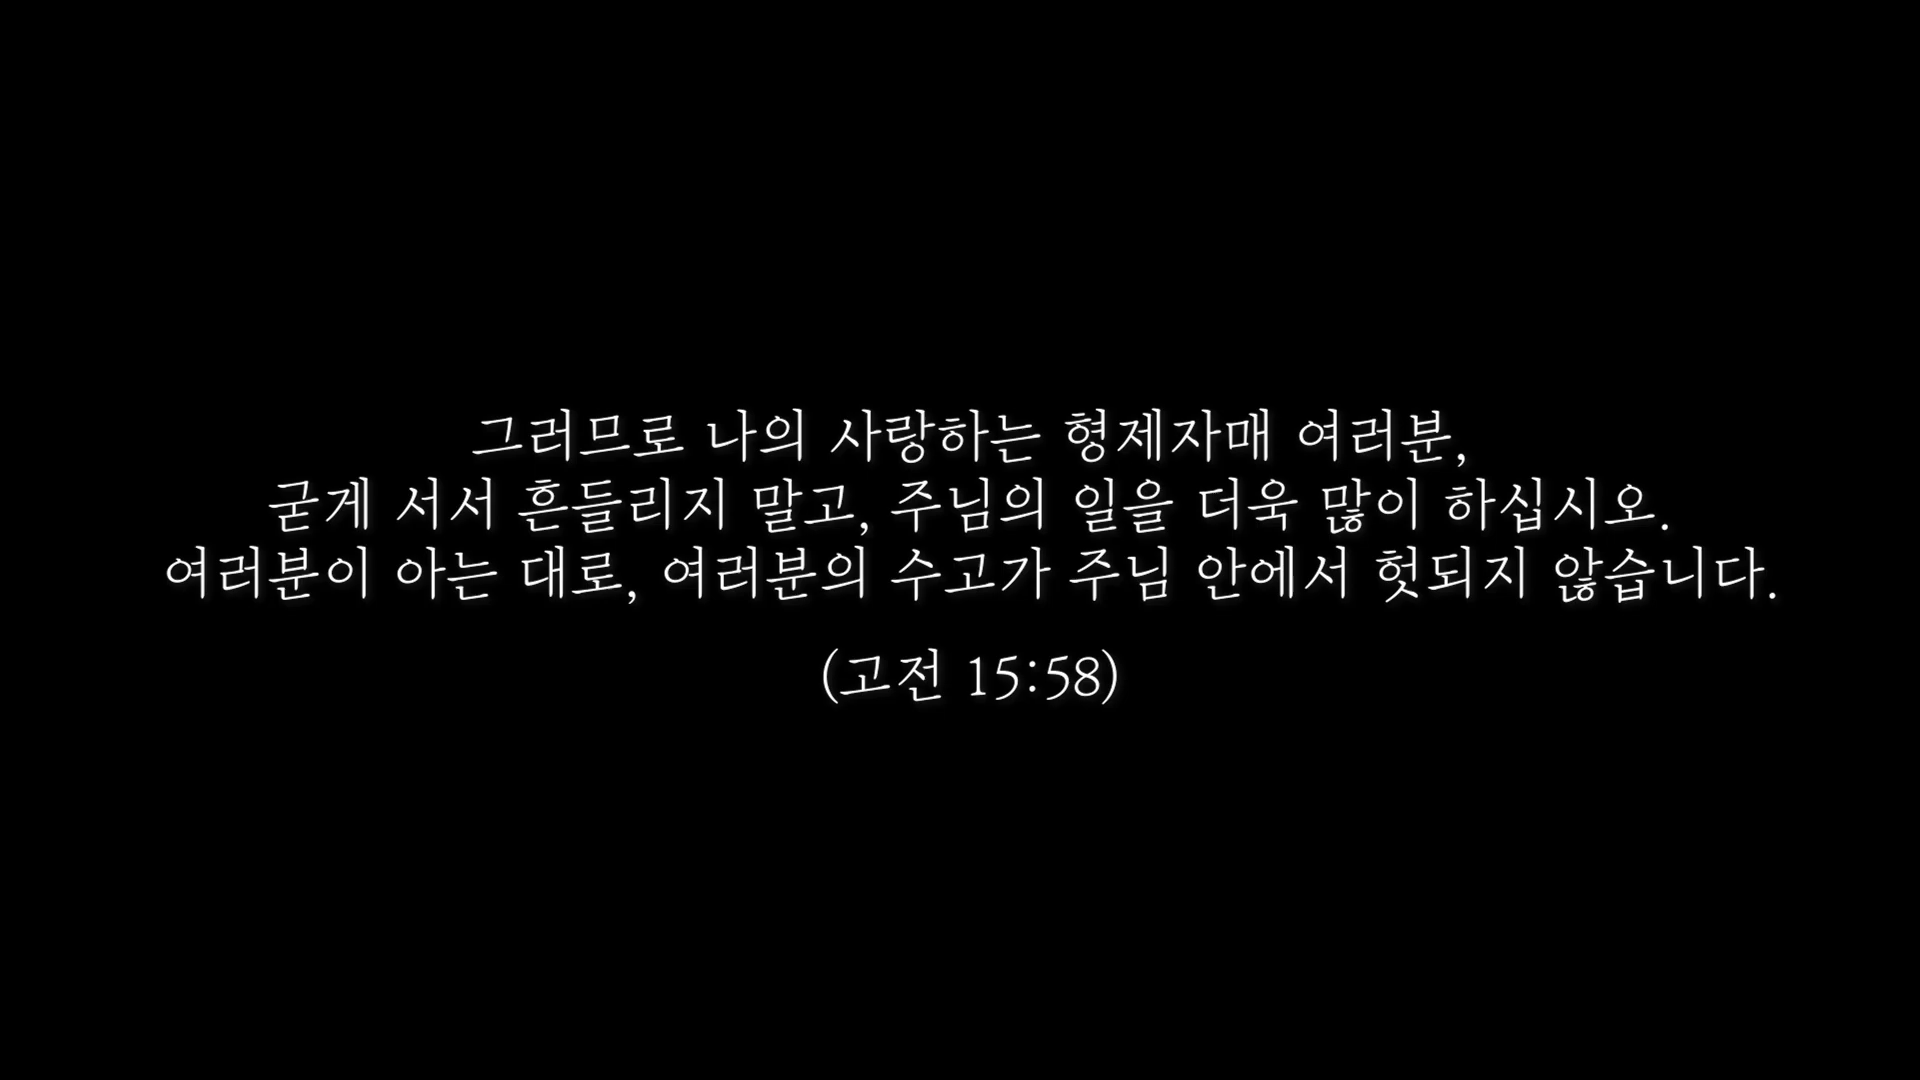 그러므로 나의 사랑하는 형제자매 여러분,
굳게 서서 흔들리지 말고, 주님의 일을 더욱 많이 하십시오.
여러분이 아는 대로, 여러분의 수고가 주님 안에서 헛되지 않습니다.
(고전 15:58)